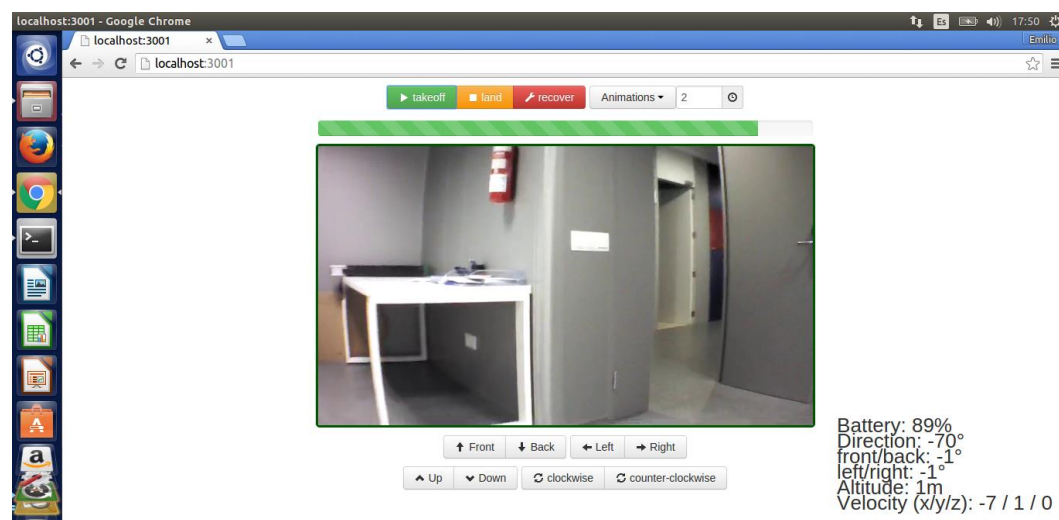 localhost:3001 - Google Chrome
Es
17:50
localhost:3001
Emilio
localhost:3001
takeoff land recover Animations 2
Front Back Left Right
Up Down clockwise counter-clockwise
Battery: 89%
Direction: -70°
front/back: -1°
left/right: -1°
Altitude: 1m
Velocity (x/y/z): -7 / 1 / 0